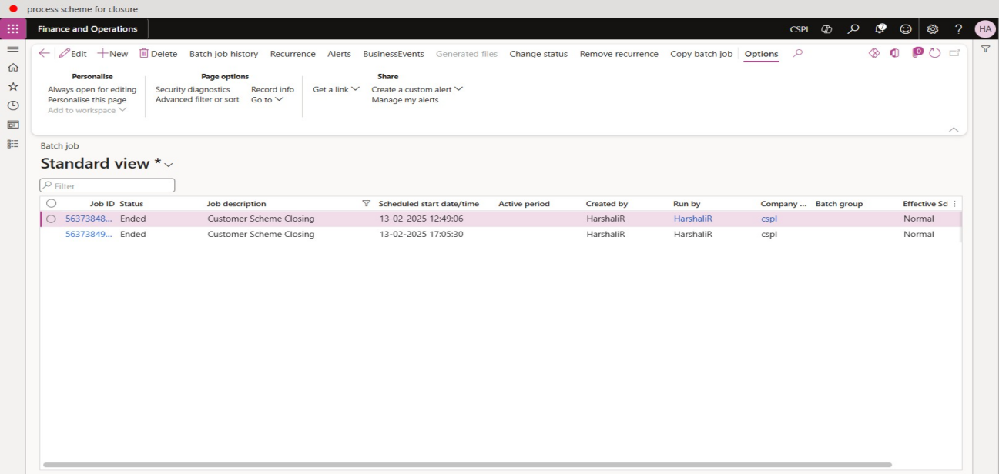 process scheme for closure
Finance and Operations
CSPL
7
?
HA
Edit New Delete Batch job history Recurrence Alerts BusinessEvents Generated files Change status Remove recurrence Copy batch job Options
0
Personalise
Always open for editing
Personalise this page
Add to workspace
Page options
Security diagnostics Record info
Advanced filter or sort Go to
Get a link
Share
Create a custom alert
Manage my alerts
Batch job
Standard view *
Filter
Job ID Status Job description Scheduled start date/time Active period Created by Run by Company ... Batch group Effective Scl
56373848... Ended Customer Scheme Closing 13-02-2025 12:49:06 HarshaliR HarshaliR cspl Normal
56373849... Ended Customer Scheme Closing 13-02-2025 17:05:30 HarshaliR HarshaliR cspl Normal